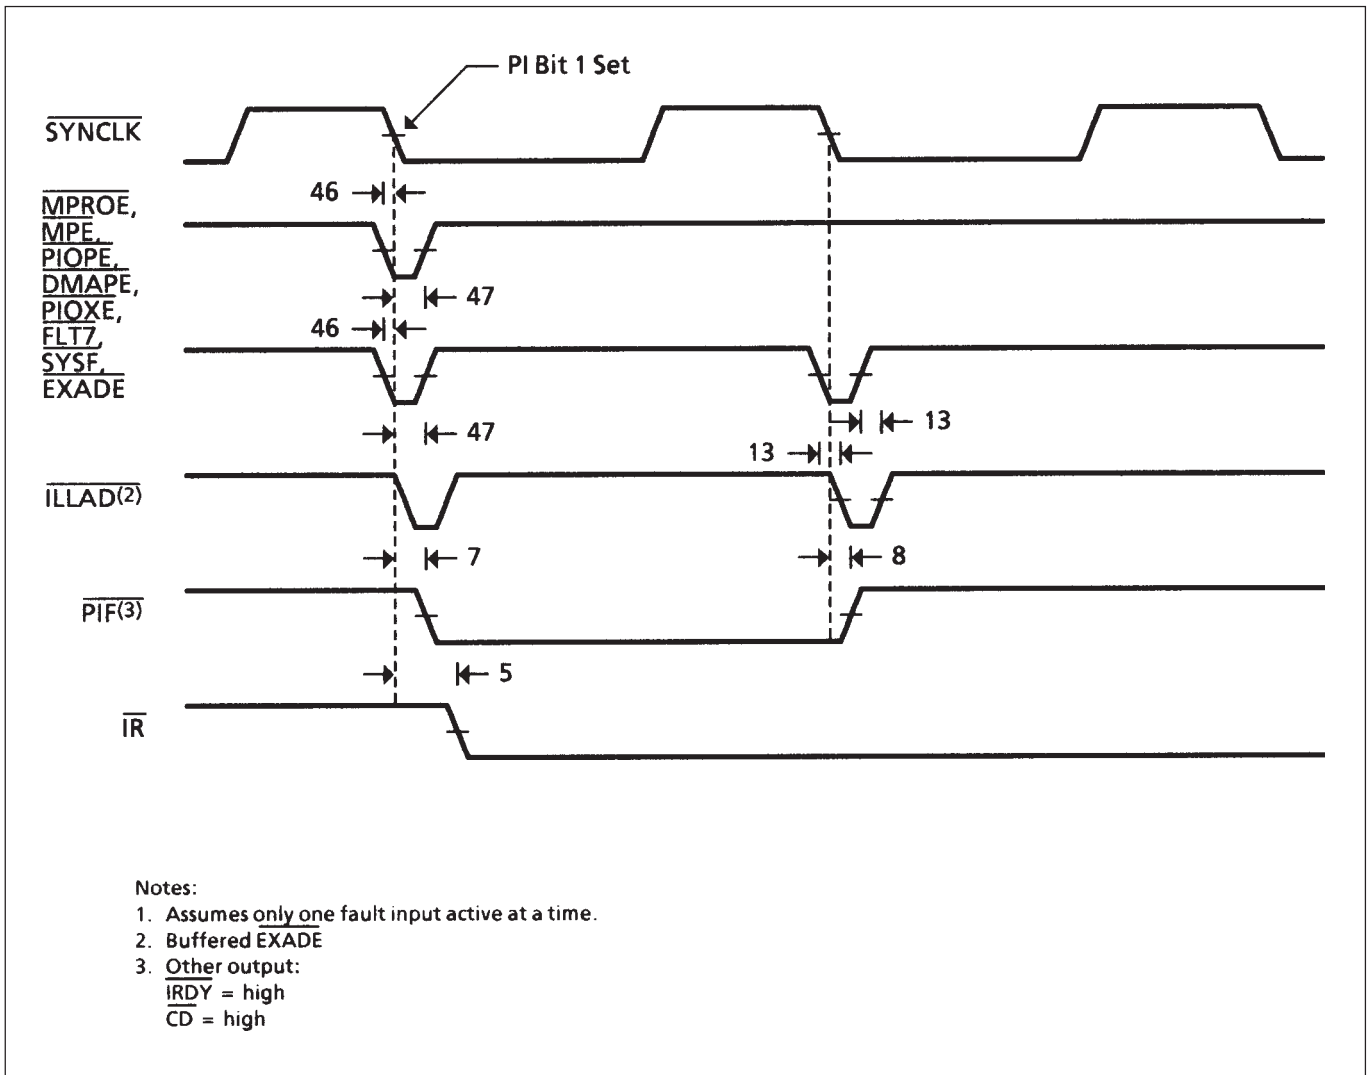 PI Bit 1 Set
SYNCLK
46
MPROE,
MPE,
PIOPE,
DMAPE,
PIOXE,
FLT7,
SYSF,
EXADE
47
46
13
47
13
ILLAD(2)
7
8
PIF(3)
5
IR
Notes:
1. Assumes only one fault input active at a time.
2. Buffered EXADE
3. Other output:
IRDY = high
CD = high